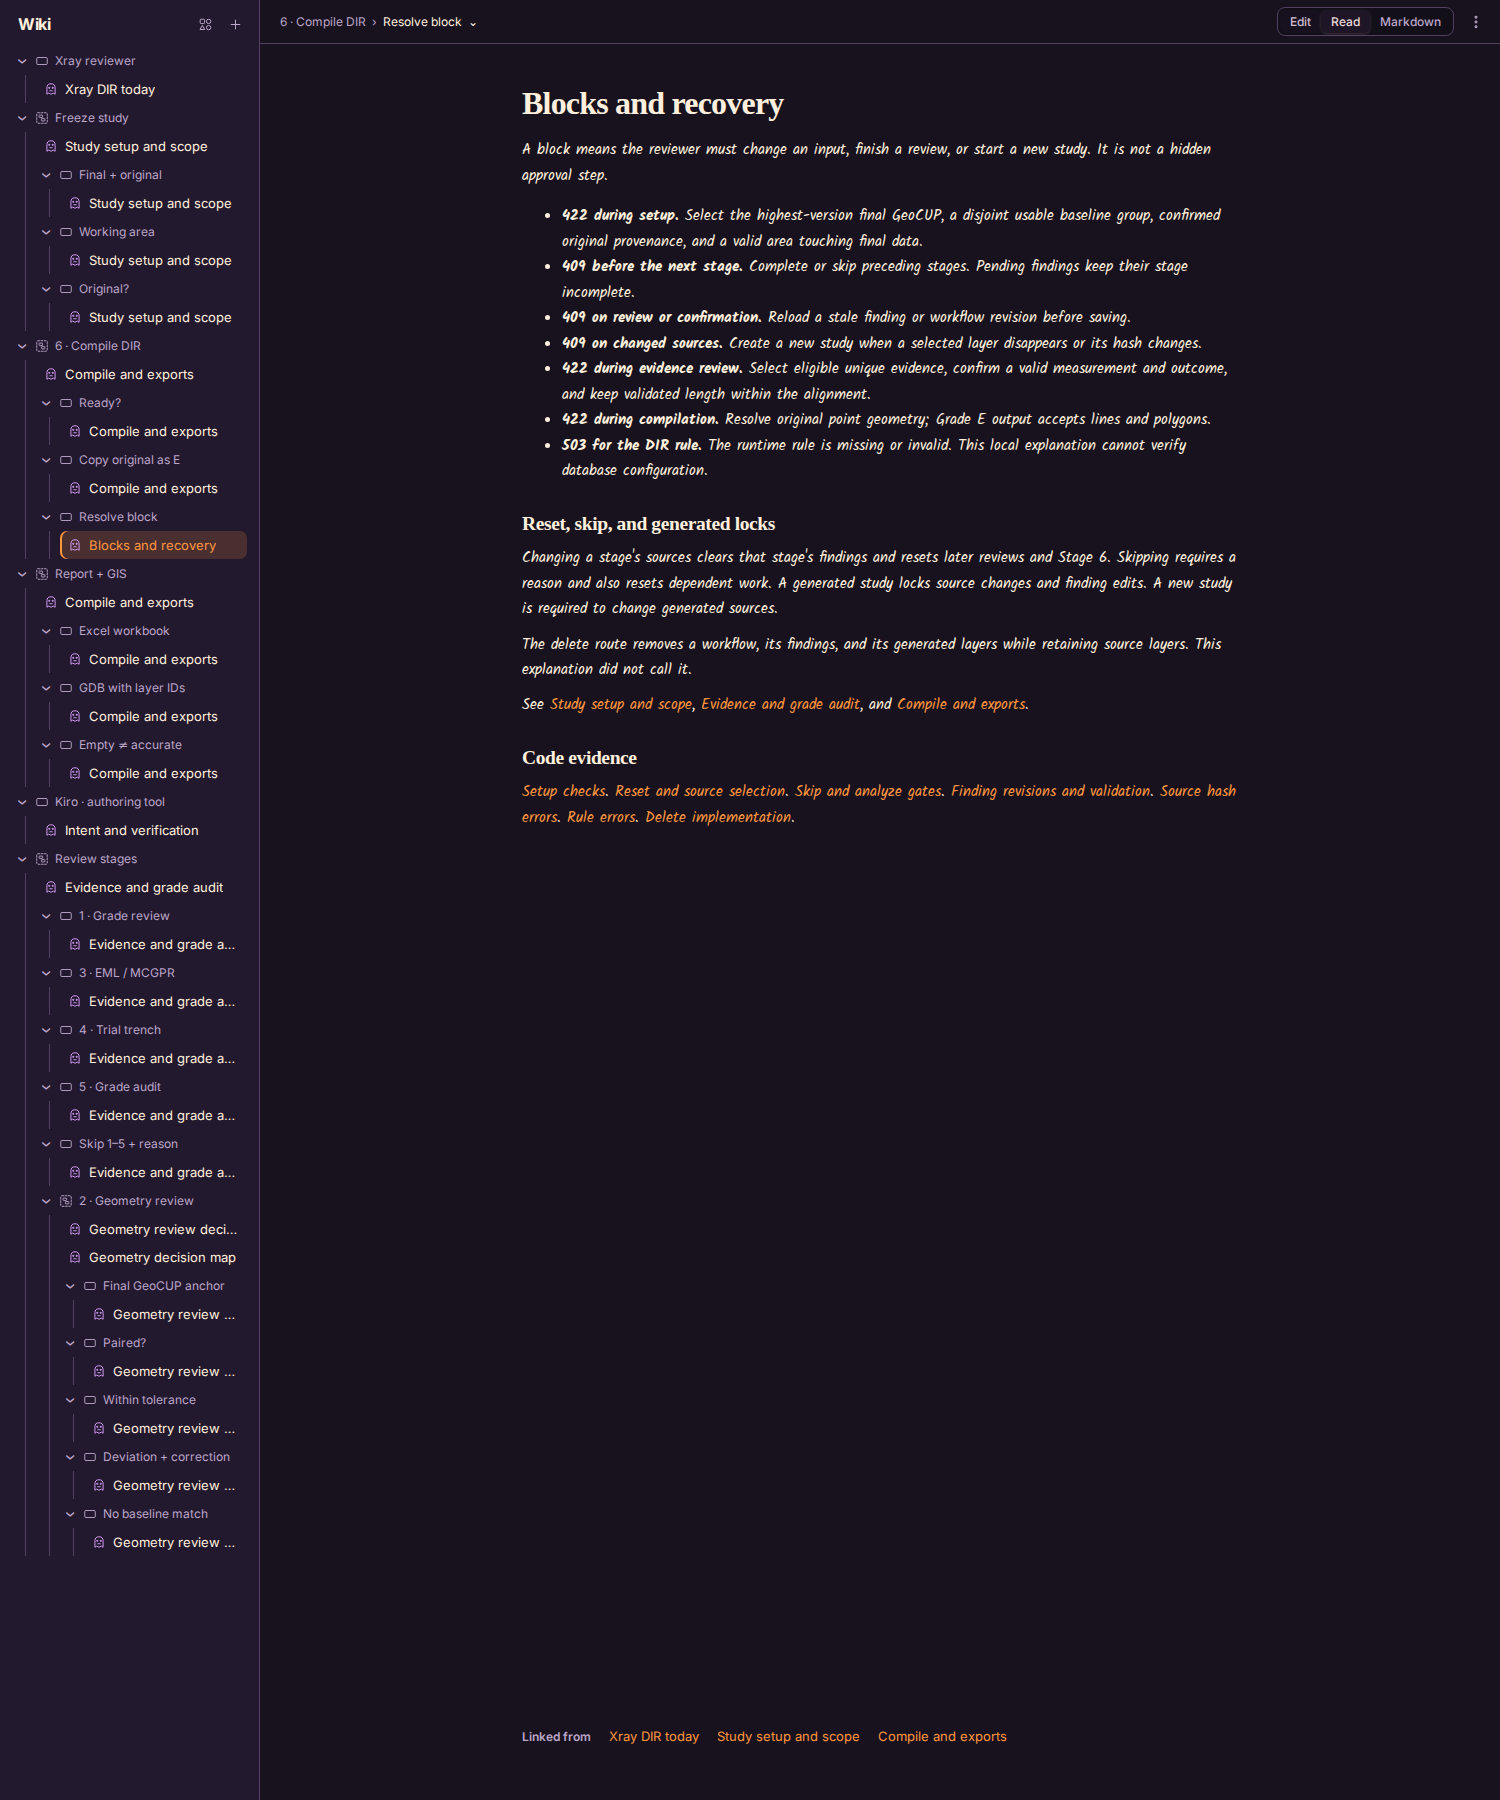 Wiki
Xray reviewer
Xray DIR today
Freeze study
Study setup and scope
Final + original
Study setup and scope
Working area
Study setup and scope
Original?
Study setup and scope
6 · Compile DIR
Compile and exports
Ready?
Compile and exports
Copy original as E
Compile and exports
Resolve block
Blocks and recovery
Report + GIS
Compile and exports
Excel workbook
Compile and exports
GDB with layer IDs
Compile and exports
Empty ≠ accurate
Compile and exports
Kiro · authoring tool
Intent and verification
Review stages
Evidence and grade audit
1 · Grade review
Evidence and grade a...
3 · EML / MCGPR
Evidence and grade a...
4 · Trial trench
Evidence and grade a...
5 · Grade audit
Evidence and grade a...
Skip 1–5 + reason
Evidence and grade a...
2 · Geometry review
Geometry review deci...
Geometry decision map
Final GeoCUP anchor
Geometry review ...
Paired?
Geometry review ...
Within tolerance
Geometry review ...
Deviation + correction
Geometry review ...
No baseline match
Geometry review ...
6 · Compile DIR › Resolve block
Edit Read Markdown
Blocks and recovery
A block means the reviewer must change an input, finish a review, or start a new study. It is not a hidden
approval step.
• 422 during setup. Select the highest-version final GeoCUP, a disjoint usable baseline group, confirmed
original provenance, and a valid area touching final data.
• 409 before the next stage. Complete or skip preceding stages. Pending findings keep their stage
incomplete.
• 409 on review or confirmation. Reload a stale finding or workflow revision before saving.
• 409 on changed sources. Create a new study when a selected layer disappears or its hash changes.
• 422 during evidence review. Select eligible unique evidence, confirm a valid measurement and outcome,
and keep validated length within the alignment.
• 422 during compilation. Resolve original point geometry; Grade E output accepts lines and polygons.
• 503 for the DIR rule. The runtime rule is missing or invalid. This local explanation cannot verify
database configuration.
Reset, skip, and generated locks
Changing a stage's sources clears that stage's findings and resets later reviews and Stage 6. Skipping requires a
reason and also resets dependent work. A generated study locks source changes and finding edits. A new study
is required to change generated sources.
The delete route removes a workflow, its findings, and its generated layers while retaining source layers. This
explanation did not call it.
See Study setup and scope, Evidence and grade audit, and Compile and exports.
Code evidence
Setup checks. Reset and source selection. Skip and analyze gates. Finding revisions and validation. Source hash
errors. Rule errors. Delete implementation.
Linked from Xray DIR today Study setup and scope Compile and exports